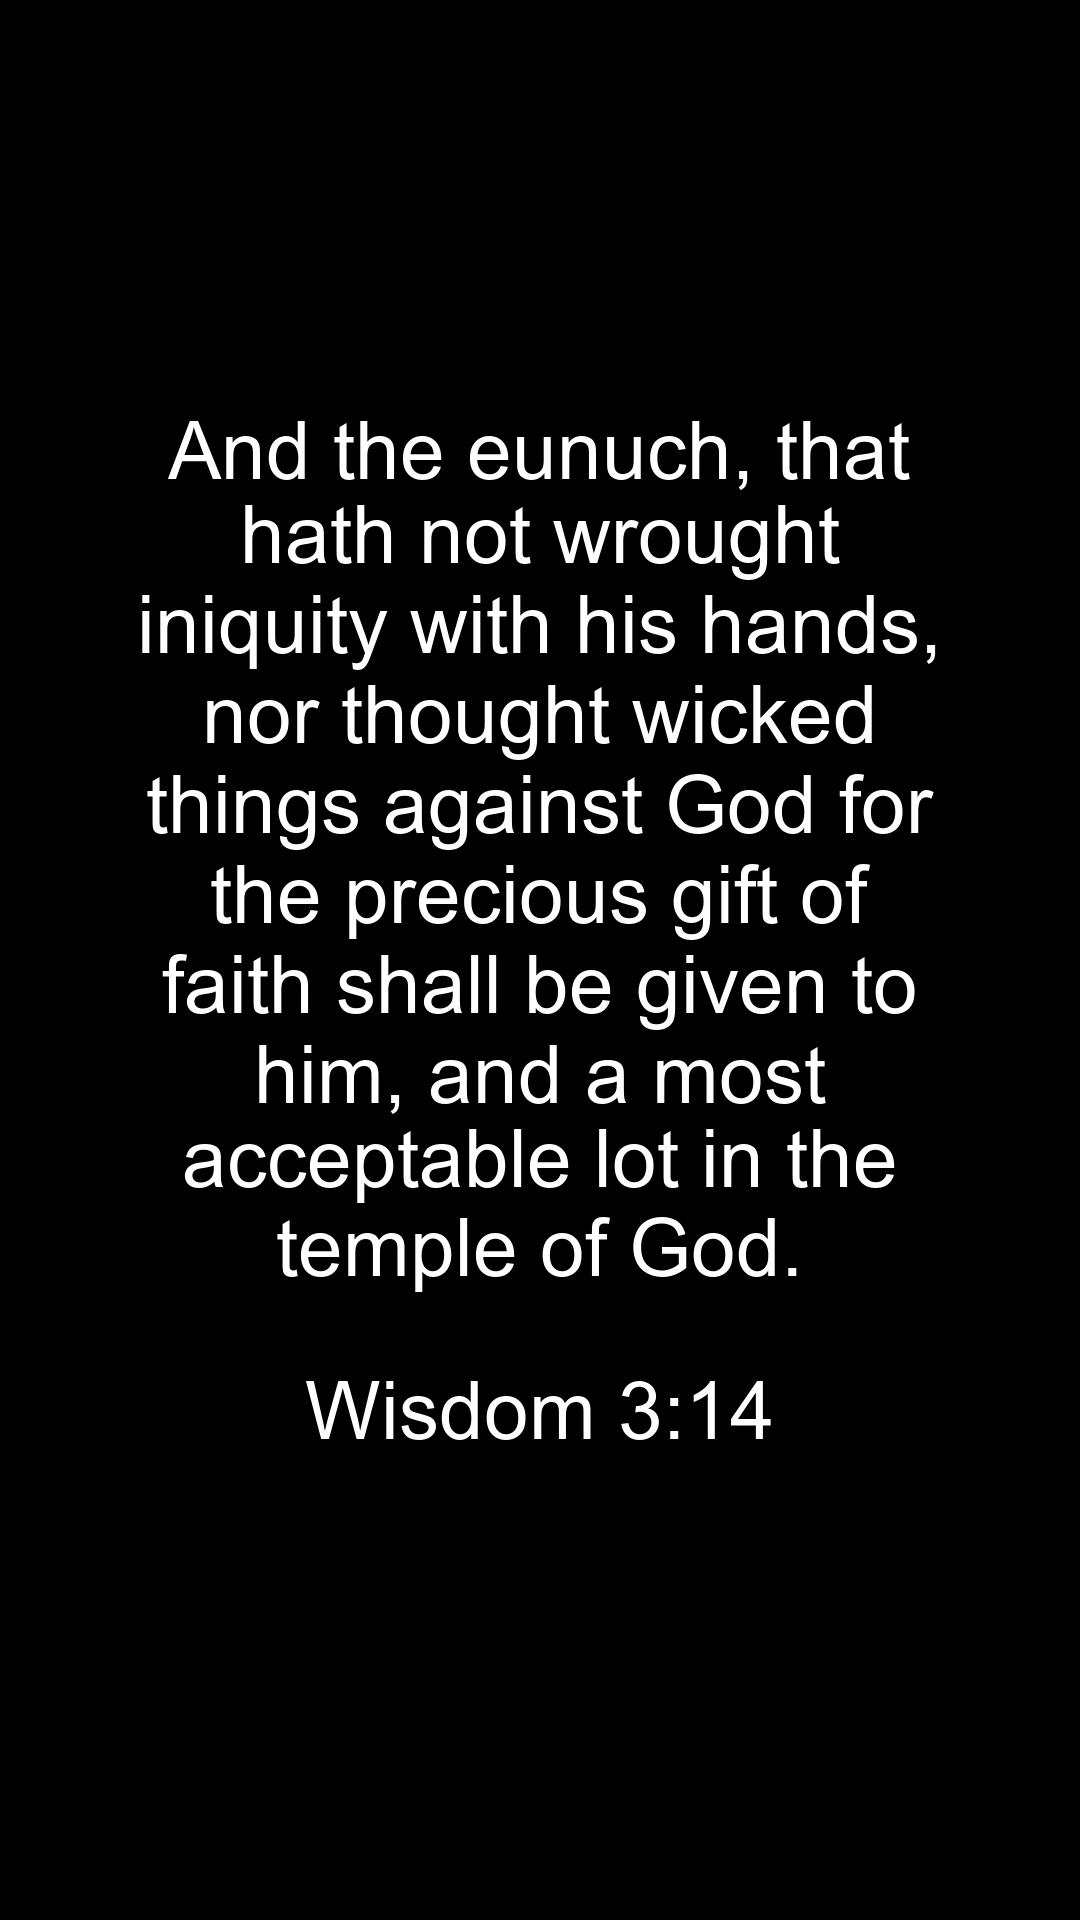 And the eunuch, that
hath not wrought
iniquity with his hands,
nor thought wicked
things against God for
the precious gift of
faith shall be given to
him, and a most
acceptable lot in the
temple of God.
Wisdom 3:14